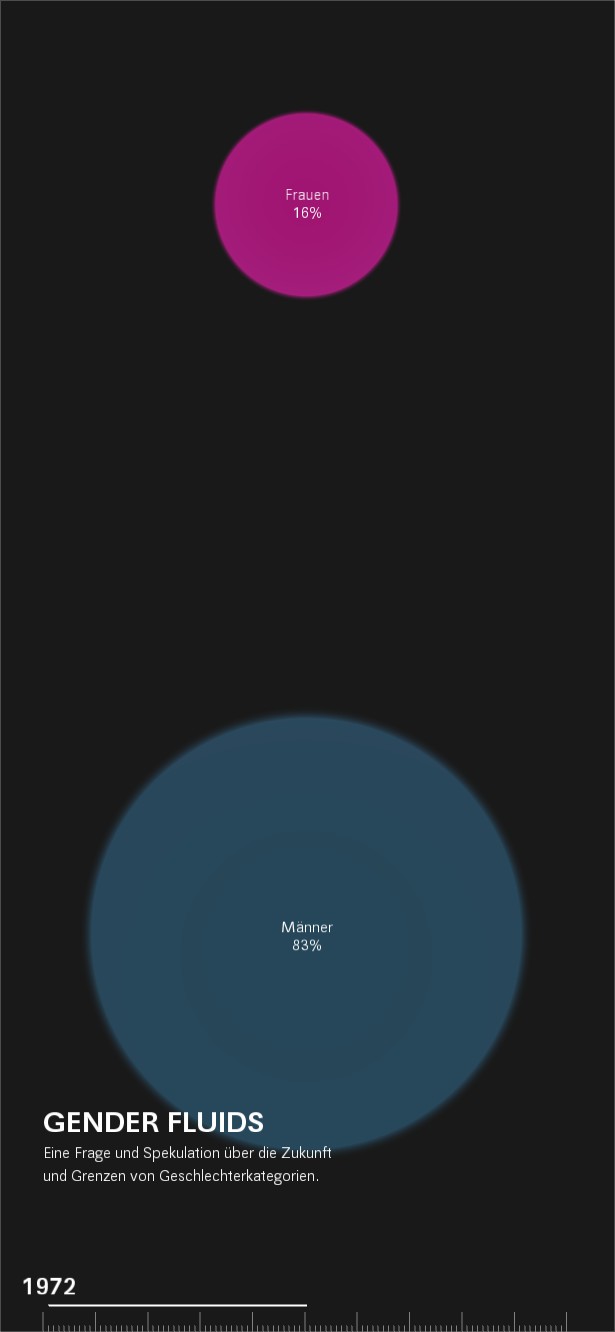 Frauen
16%
Männer
83%
GENDER FLUIDS
Eine Frage und Spekulation über die Zukunft
und Grenzen von Geschlechterkategorien.
1972